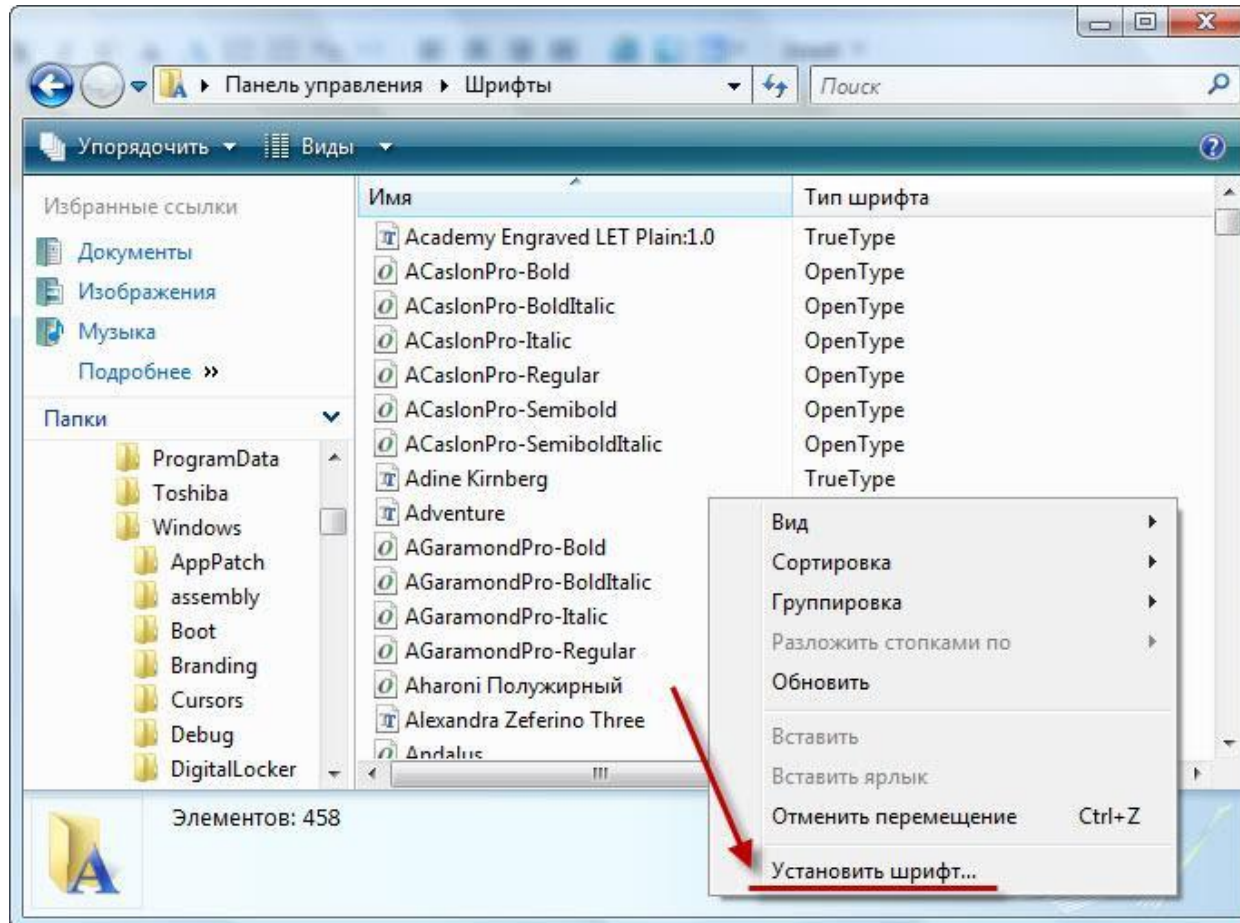 Панель управления ▸ Шрифты
Поиск
Упорядочить
Виды
Избранные ссылки
Документы
Изображения
Музыка
Подробнее »
Папки
ProgramData
Toshiba
Windows
AppPatch
assembly
Boot
Branding
Cursors
Debug
DigitalLocker
Имя Тип шрифта
Academy Engraved LET Plain:1.0 TrueType
ACaslonPro-Bold OpenType
ACaslonPro-BoldItalic OpenType
ACaslonPro-Italic OpenType
ACaslonPro-Regular OpenType
ACaslonPro-Semibold OpenType
ACaslonPro-SemiboldItalic OpenType
Adine Kirnberg TrueType
Adventure
AGaramondPro-Bold
AGaramondPro-BoldItalic
AGaramondPro-Italic
AGaramondPro-Regular
Aharoni Полужирный
Alexandra Zeferino Three
Andalus
Вид
Сортировка
Группировка
Разложить стопками по
Обновить
Вставить
Вставить ярлык
Отменить перемещение Ctrl+Z
Установить шрифт...
Элементов: 458